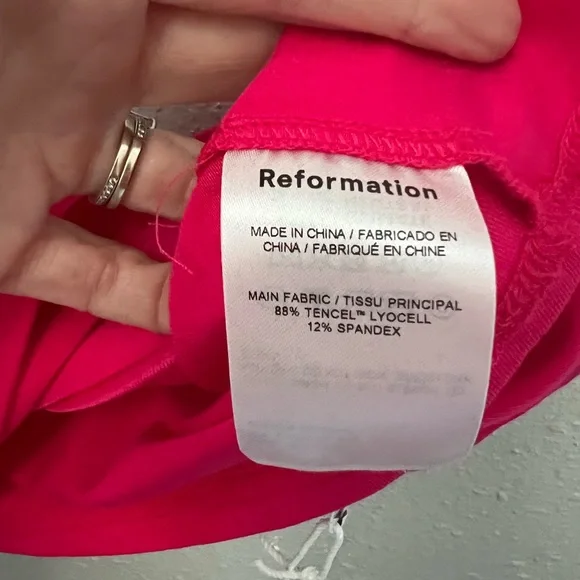 Reformation
MADE IN CHINA / FABRICADO EN
CHINA / FABRIQUÉ EN CHINE
MAIN FABRIC / TISSU PRINCIPAL
88% TENCEL™ LYOCELL
12% SPANDEX